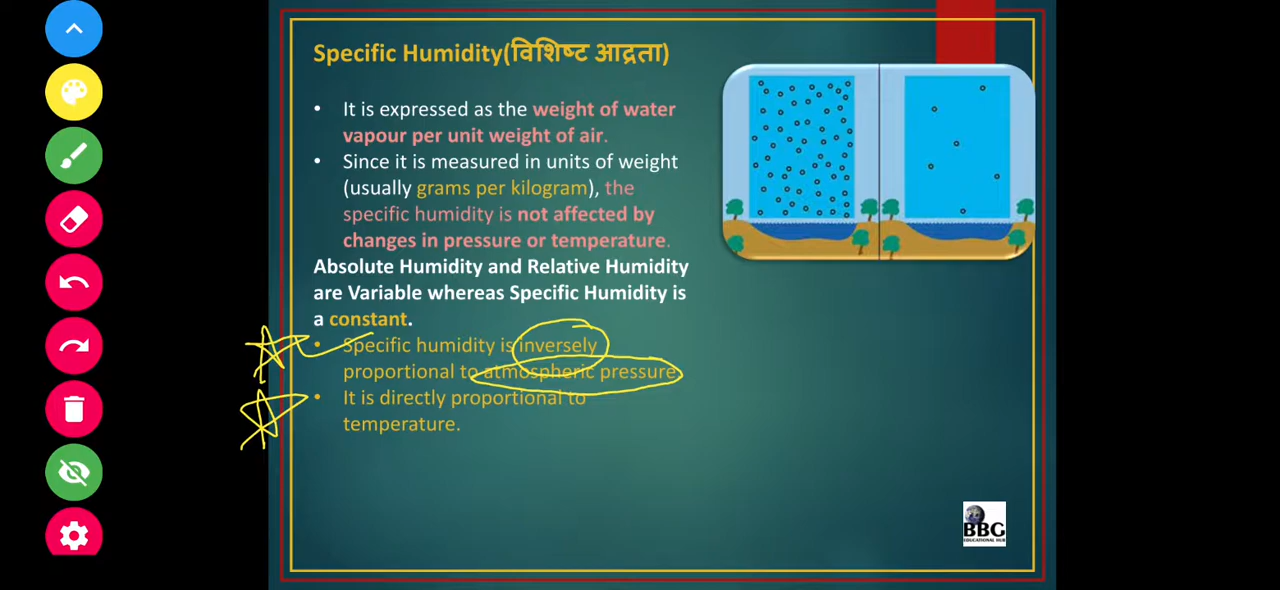 Specific Humidity(विशिष्ट आद्रता)
• It is expressed as the weight of water
vapour per unit weight of air.
• Since it is measured in units of weight
(usually grams per kilogram), the
specific humidity is not affected by
changes in pressure or temperature.
Absolute Humidity and Relative Humidity
are Variable whereas Specific Humidity is
a constant.
• Specific humidity is inversely
proportional to atmospheric pressure.
• It is directly proportional to
temperature.
BBG
EDUCATIONAL HUB